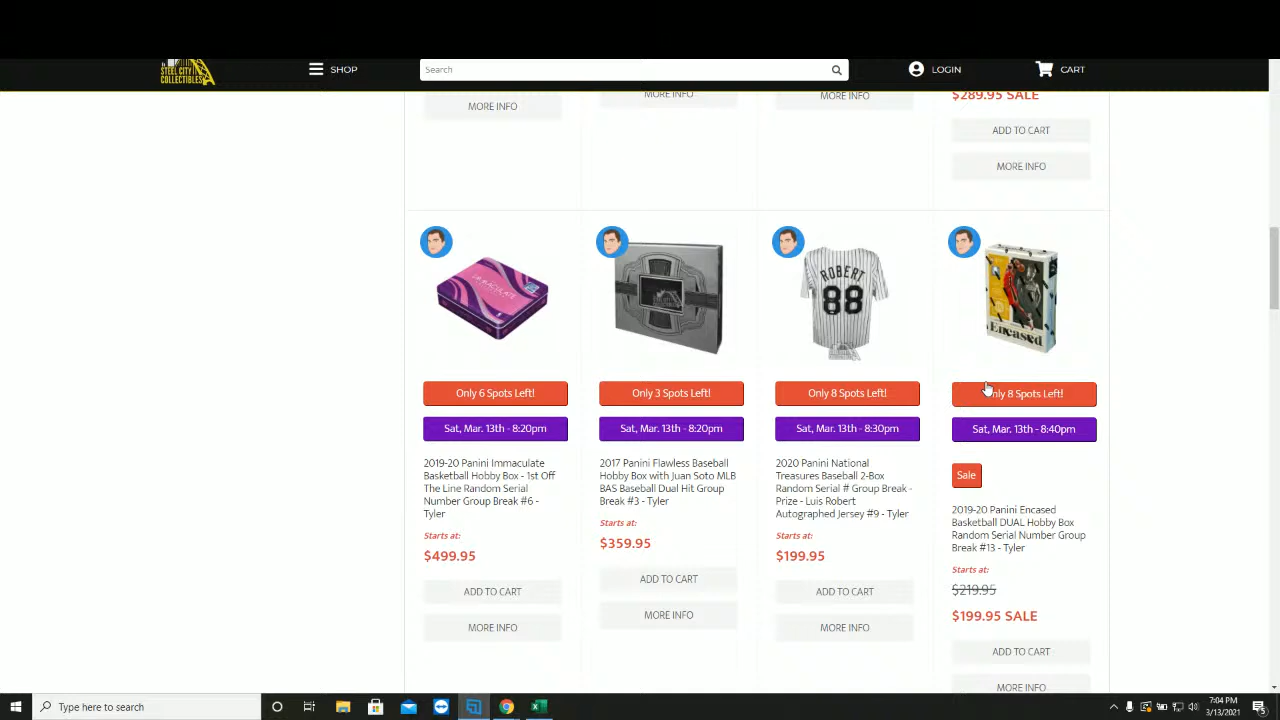 STEEL CITY
COLLECTIBLES
SHOP
Search
LOGIN
CART
MORE INFO
MORE INFO
MORE INFO
$289.95 SALE
ADD TO CART
MORE INFO
IMMACULATE
ROBERT
88
Encased
Only 6 Spots Left!
Only 3 Spots Left!
Only 8 Spots Left!
Only 8 Spots Left!
Sat, Mar. 13th - 8:20pm
Sat, Mar. 13th - 8:20pm
Sat, Mar. 13th - 8:30pm
Sat, Mar. 13th - 8:40pm
2019-20 Panini Immaculate
Basketball Hobby Box - 1st Off
The Line Random Serial
Number Group Break #6 -
Tyler
Starts at:
$499.95
ADD TO CART
MORE INFO
2017 Panini Flawless Baseball
Hobby Box with Juan Soto MLB
BAS Baseball Dual Hit Group
Break #3 - Tyler
Starts at:
$359.95
ADD TO CART
MORE INFO
2020 Panini National
Treasures Baseball 2-Box
Random Serial # Group Break -
Prize - Luis Robert
Autographed Jersey #9 - Tyler
Starts at:
$199.95
ADD TO CART
MORE INFO
Sale
2019-20 Panini Encased
Basketball DUAL Hobby Box
Random Serial Number Group
Break #13 - Tyler
Starts at:
$219.95
$199.95 SALE
ADD TO CART
MORE INFO
Type here to search
7:04 PM
3/13/2021